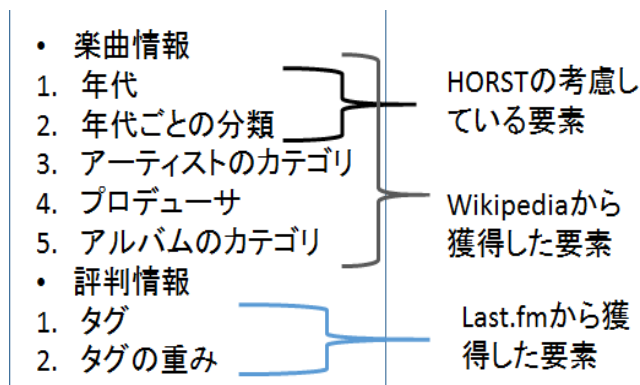 • 楽曲情報
1. 年代
2. 年代ごとの分類
3. アーティストのカテゴリ
4. プロデューサ
5. アルバムのカテゴリ
• 評判情報
1. タグ
2. タグの重み
HORSTの考慮し
ている要素
Wikipediaから
獲得した要素
Last.fmから獲
得した要素